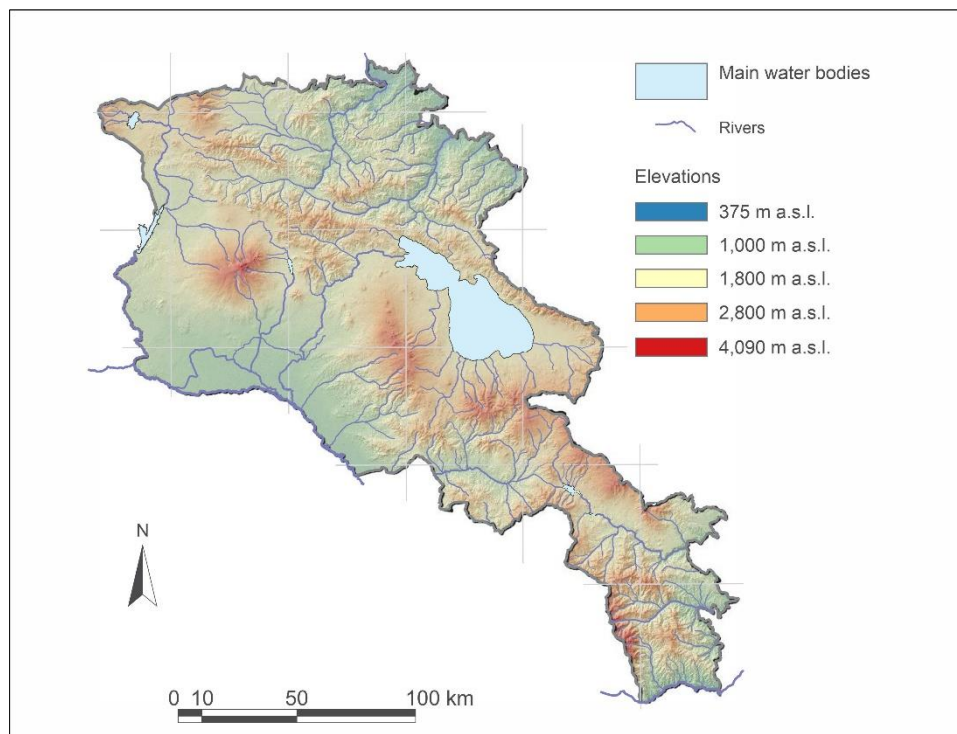 Main water bodies
Rivers
Elevations
375 m a.s.l.
1,000 m a.s.l.
1,800 m a.s.l.
2,800 m a.s.l.
4,090 m a.s.l.
N
0 10 50 100 km